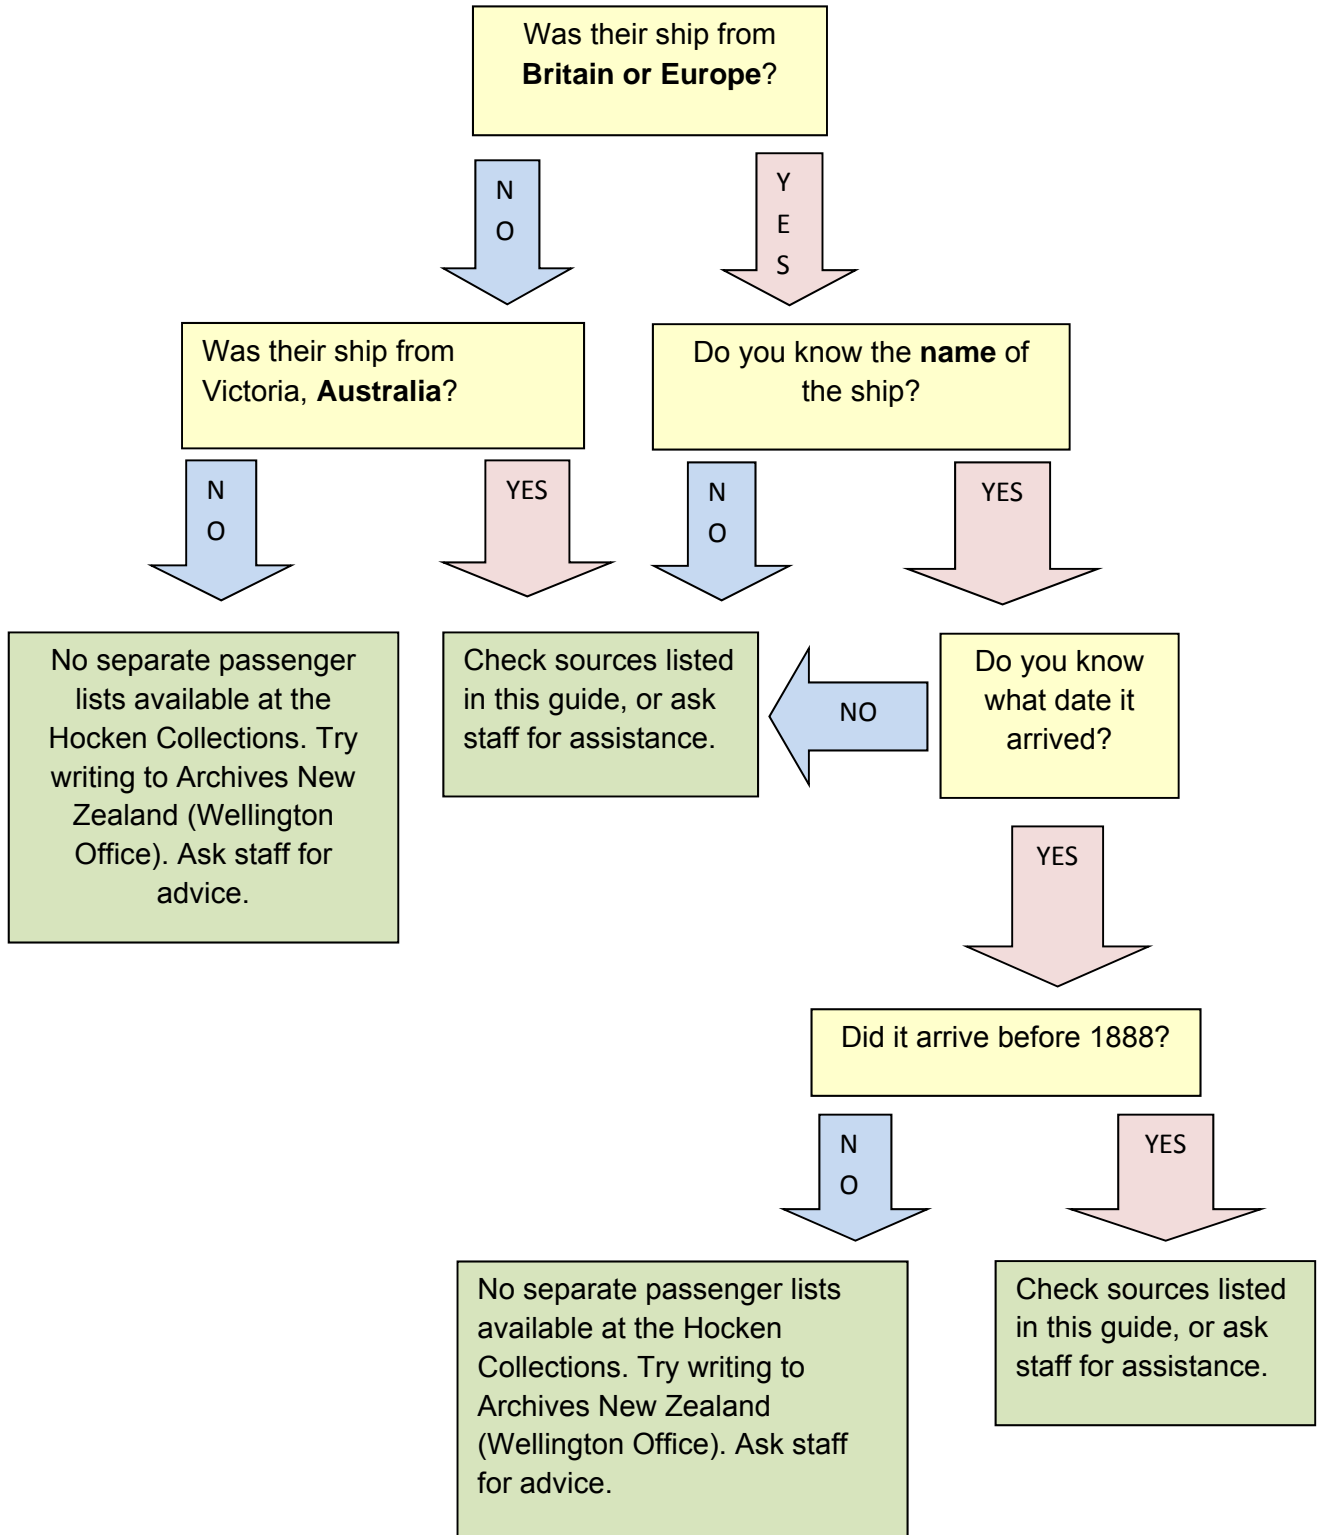 Was their ship from
Britain or Europe?
N
O
Y
E
S
Was their ship from
Victoria, Australia?
Do you know the name of
the ship?
N
O
YES
N
O
YES
No separate passenger
lists available at the
Hocken Collections. Try
writing to Archives New
Zealand (Wellington
Office). Ask staff for
advice.
Check sources listed
in this guide, or ask
staff for assistance.
NO
Do you know
what date it
arrived?
YES
Did it arrive before 1888?
N
O
YES
No separate passenger lists
available at the Hocken
Collections. Try writing to
Archives New Zealand
(Wellington Office). Ask staff
for advice.
Check sources listed
in this guide, or ask
staff for assistance.